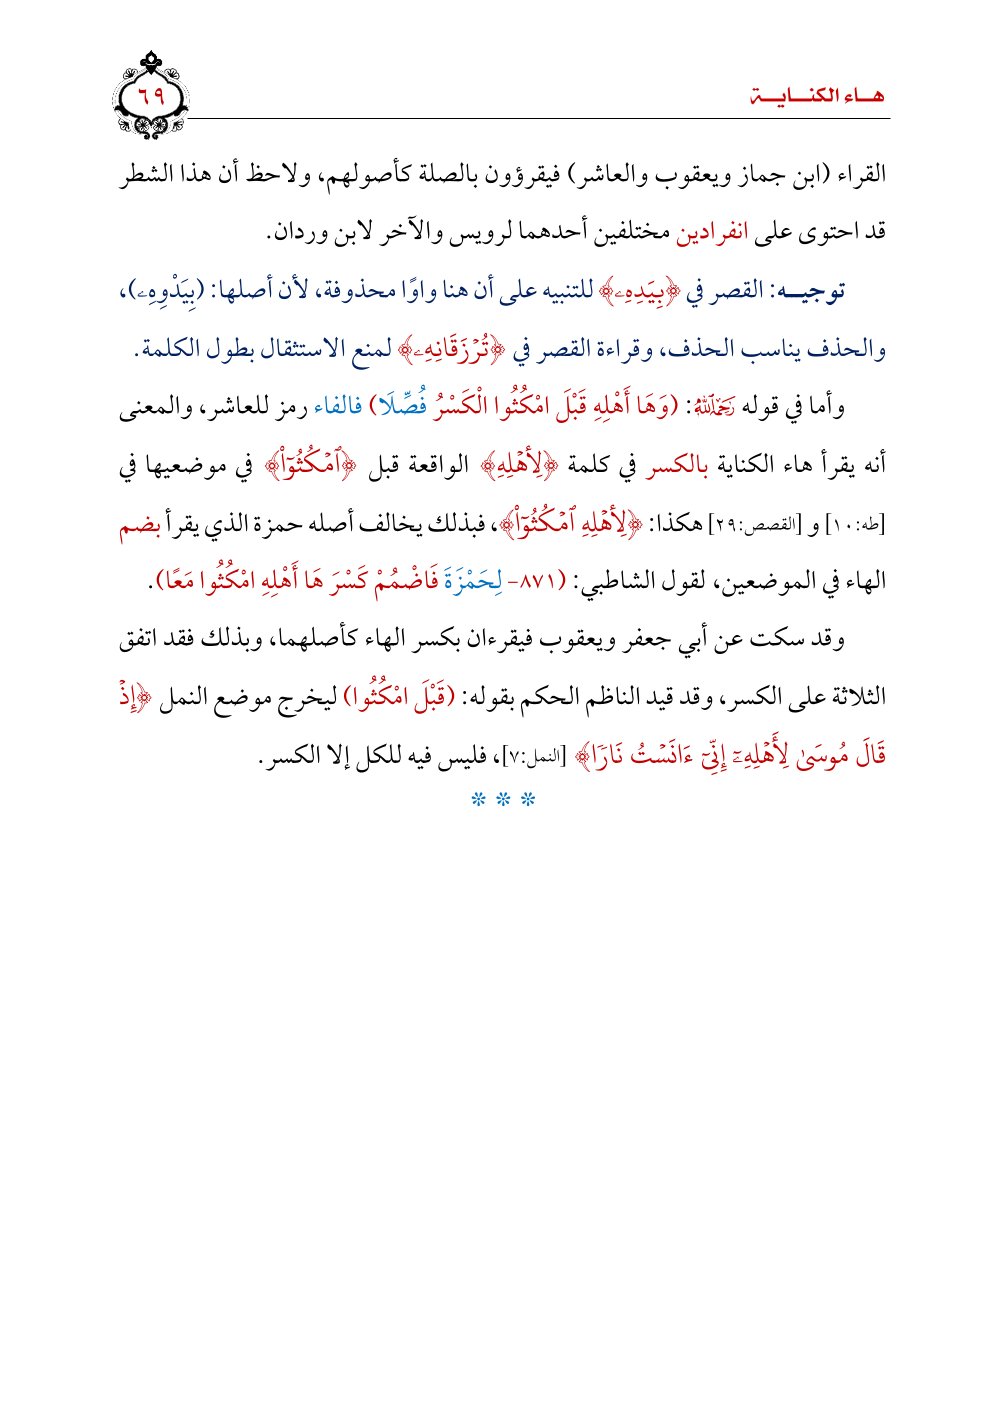 هـــاء الكنـــايـــة
٦٩
القراء (ابن جماز ويعقوب والعاشر) فيقرؤون بالصلة كأصولهم، ولاحظ أن هذا الشطر
قد احتوى على انفرادين مختلفين أحدهما لرويس والآخر لابن وردان.
توجيـــه: القصر في ﴿بِيَدِهِۦ﴾ للتنبيه على أن هنا واوًا محذوفة، لأن أصلها: (بِيَدْوِهِۦ)،
والحذف يناسب الحذف، وقراءة القصر في ﴿تُرۡزَقَانِهِۦ﴾ لمنع الاستثقال بطول الكلمة.
وأما في قوله رَحِمَهُ ٱللَّهُ: (وَهَا أَهْلِهِ قَبْلَ امْكُثُوا الْكَسْرُ فُصِّلَا) فالفاء رمز للعاشر، والمعنى
أنه يقرأ هاء الكناية بالكسر في كلمة ﴿لِأَهۡلِهِ﴾ الواقعة قبل ﴿ٱمۡكُثُوٓاْ﴾ في موضعيها في
[طه:١٠] و [القصص:٢٩] هكذا: ﴿لِأَهۡلِهِ ٱمۡكُثُوٓاْ﴾، فبذلك يخالف أصله حمزة الذي يقرأ بضم
الهاء في الموضعين، لقول الشاطبي: (٨٧١- لِحَمْزَةَ فَاضْمُمْ كَسْرَ هَا أَهْلِهِ امْكُثُوا مَعًا).
وقد سكت عن أبي جعفر ويعقوب فيقرءان بكسر الهاء كأصلهما، وبذلك فقد اتفق
الثلاثة على الكسر، وقد قيد الناظم الحكم بقوله: (قَبْلَ امْكُثُوا) ليخرج موضع النمل ﴿إِذۡ
قَالَ مُوسَىٰ لِأَهۡلِهِۦٓ إِنِّيٓ ءَانَسۡتُ نَارٗا﴾ [النمل:٧]، فليس فيه للكل إلا الكسر.
* * *